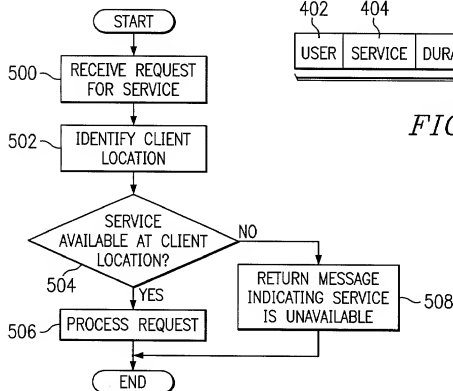 START
402
404
500
RECEIVE REQUEST
FOR SERVICE
USER
SERVICE
502
IDENTIFY CLIENT
LOCATION
SERVICE
AVAILABLE AT CLIENT
LOCATION?
504
NO
YES
RETURN MESSAGE
INDICATING SERVICE
IS UNAVAILABLE
508
506
PROCESS REQUEST
END